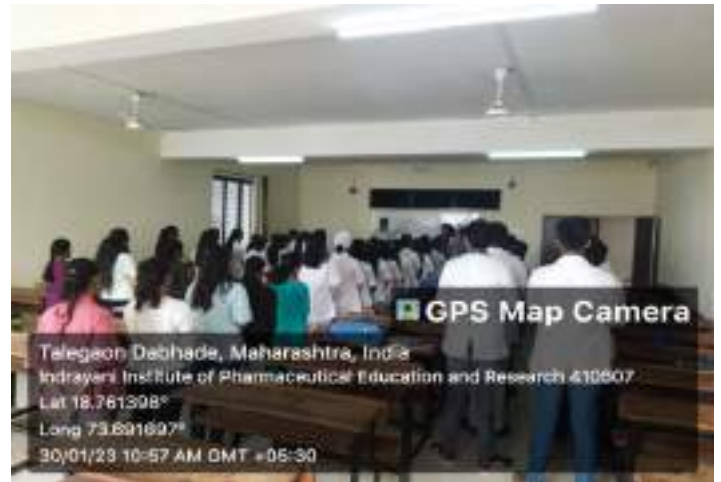 GPS Map Camera
Talegaon Dabhade, Maharashtra, India
Indrayani Institute of Pharmaceutical Education and Research 410507
Lat 18.761398°
Long 73.691697°
30/01/23 10:57 AM GMT +05:30